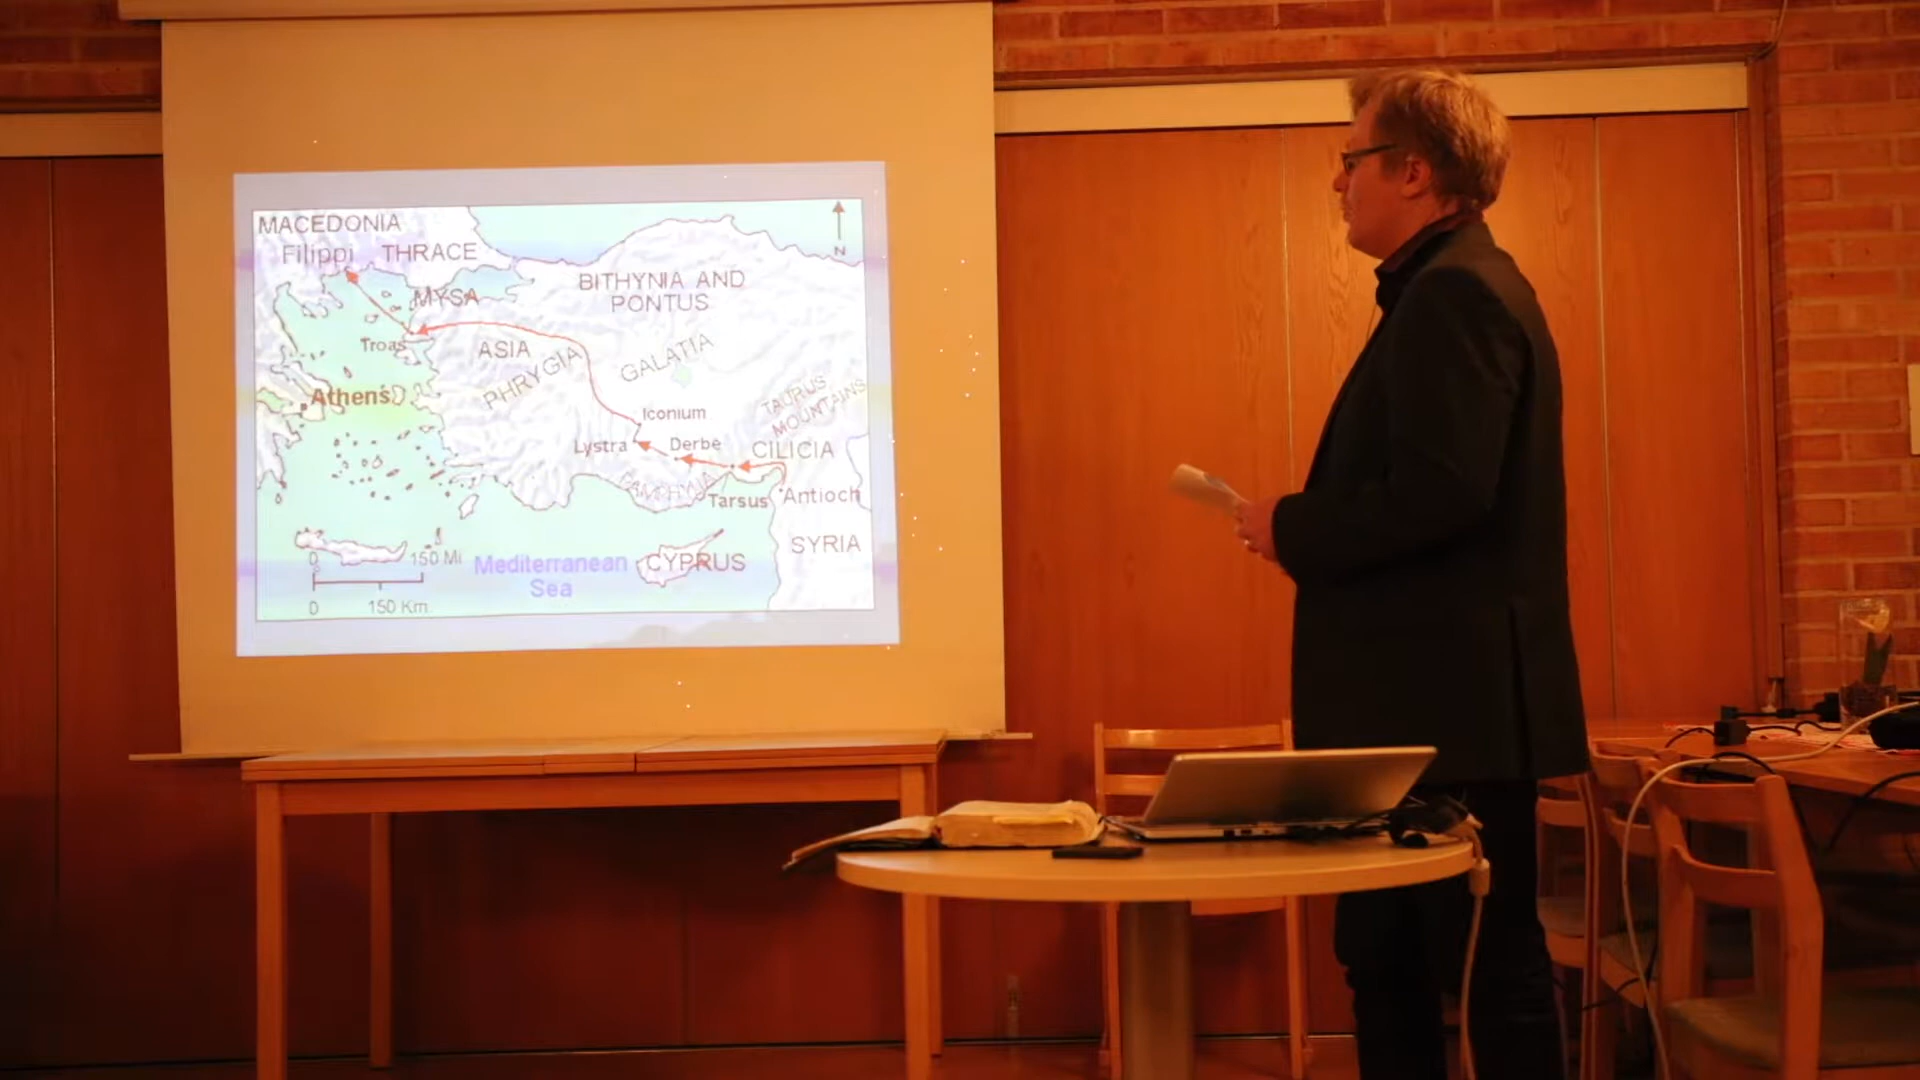 MACEDONIA
Filippi THRACE
N
MYSA
BITHYNIA AND
PONTUS
Troas
ASIA
PHRYGIA
GALATIA
Athens
TAURUS
MOUNTAINS
Iconium
Lystra
Derbe
CILICIA
Tarsus
Antioch
SYRIA
0 150 Mi
Mediterranean
Sea
CYPRUS
0 150 Km